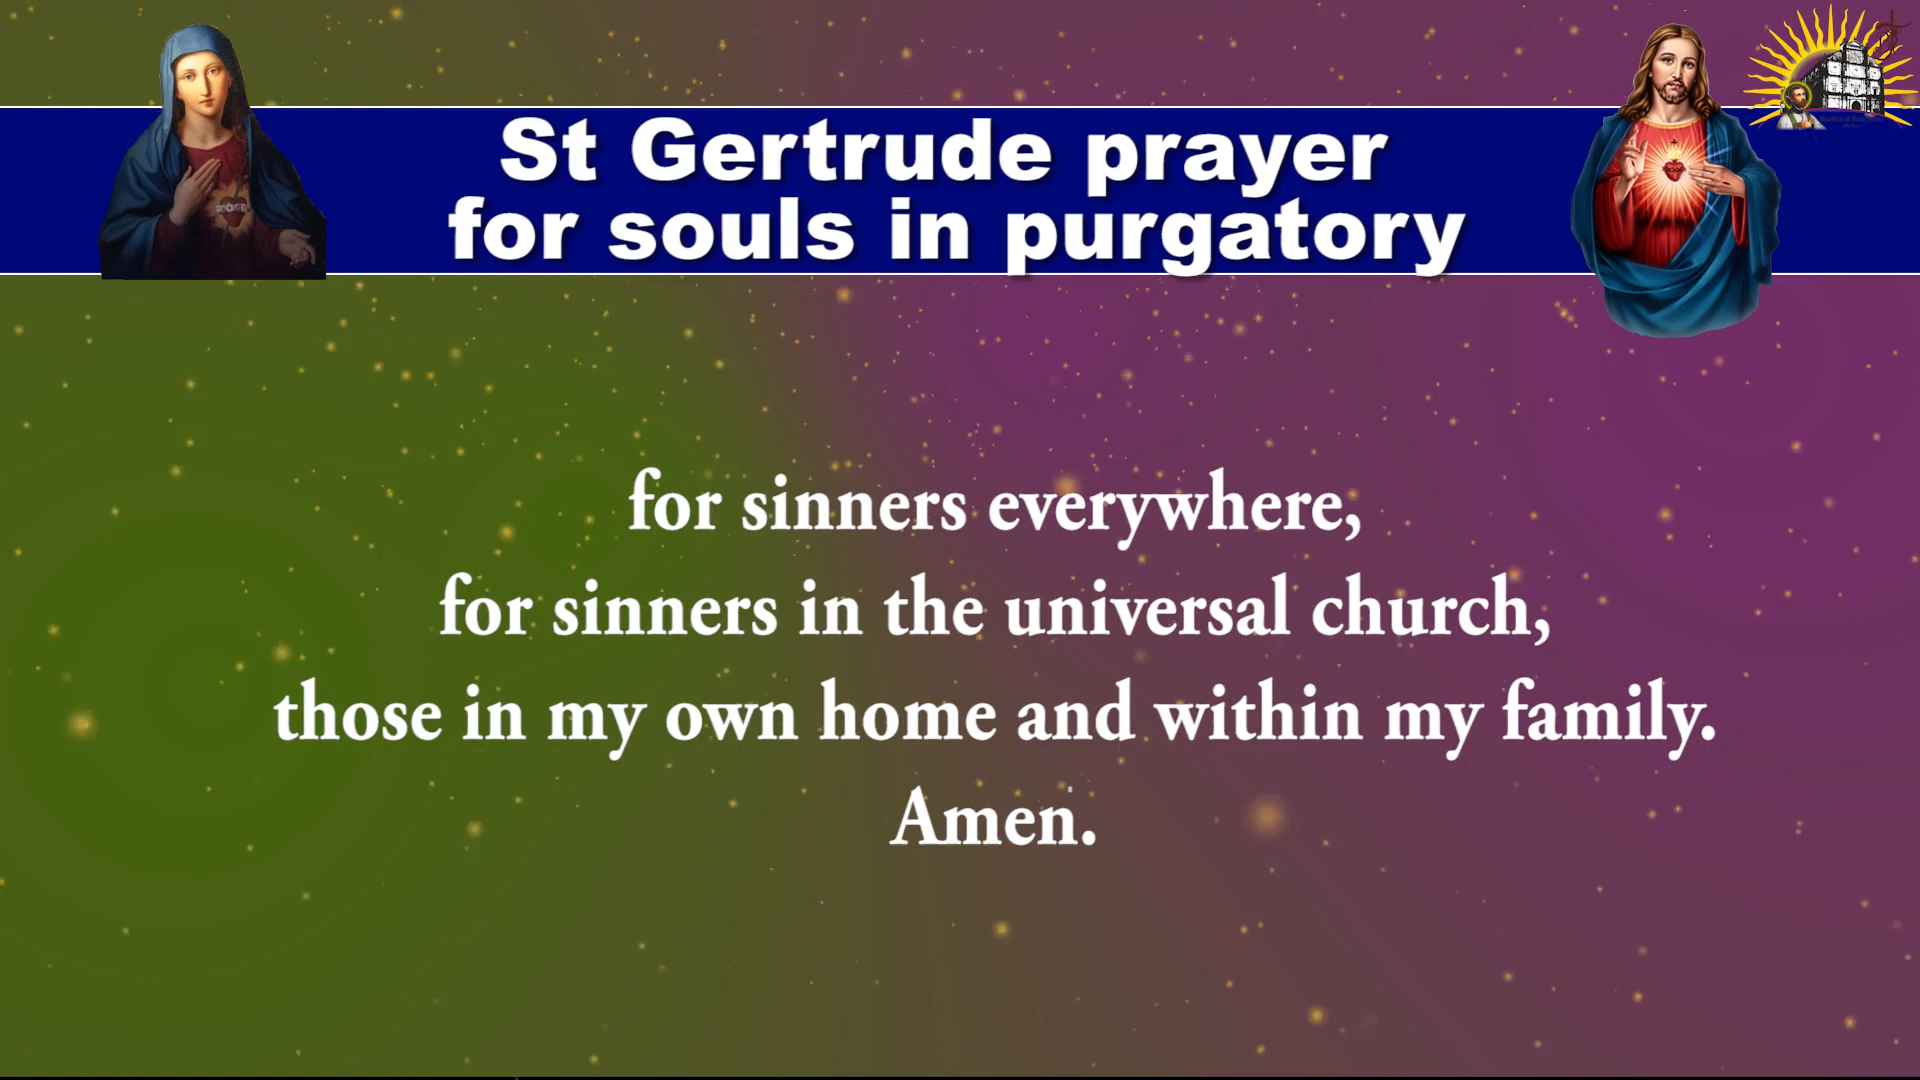 St Gertrude prayer
for souls in purgatory
for sinners everywhere,
for sinners in the universal church,
those in my own home and within my family.
Amen.